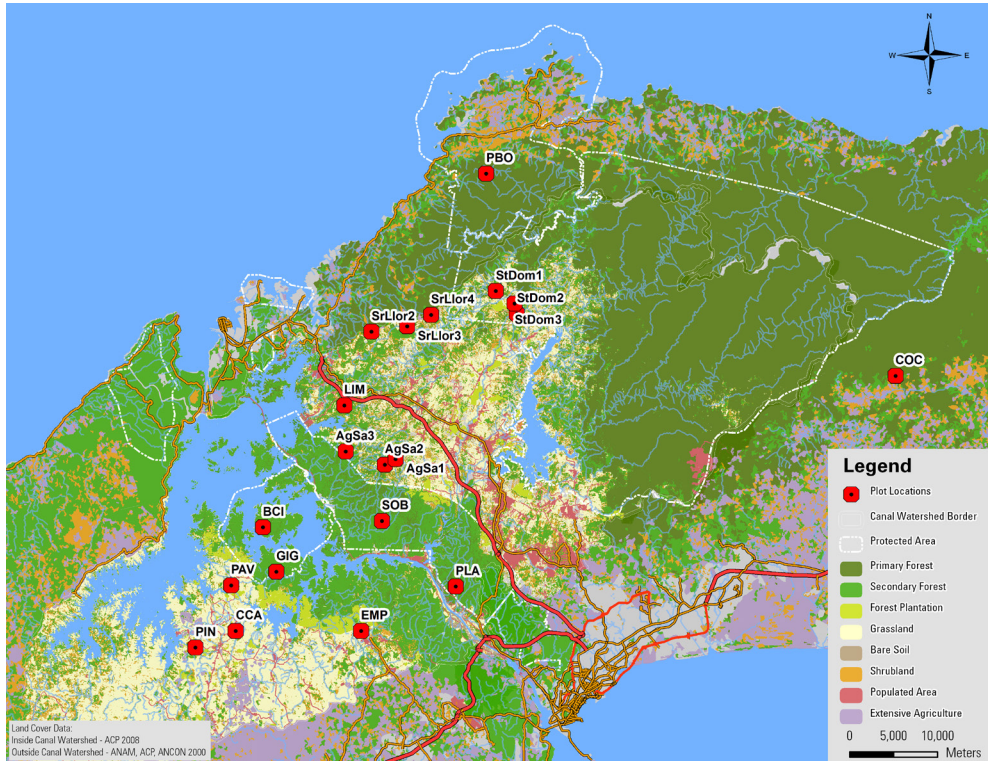 N
W E
S
PBO
StDom1
StDom2
StDom3
SrLlor4
SrLlor2
SrLlor3
COC
LIM
AgSa3
AgSa2
AgSa1
SOB
BCI
GIG
PAV
PLA
CCA
EMP
PIN
Legend
Plot Locations
Canal Watershed Border
Protected Area
Primary Forest
Secondary Forest
Forest Plantation
Grassland
Bare Soil
Shrubland
Populated Area
Extensive Agriculture
0 5,000 10,000
Meters
Land Cover Data:
Inside Canal Watershed - ACP 2008
Outside Canal Watershed - ANAM, ACP, ANCON 2000